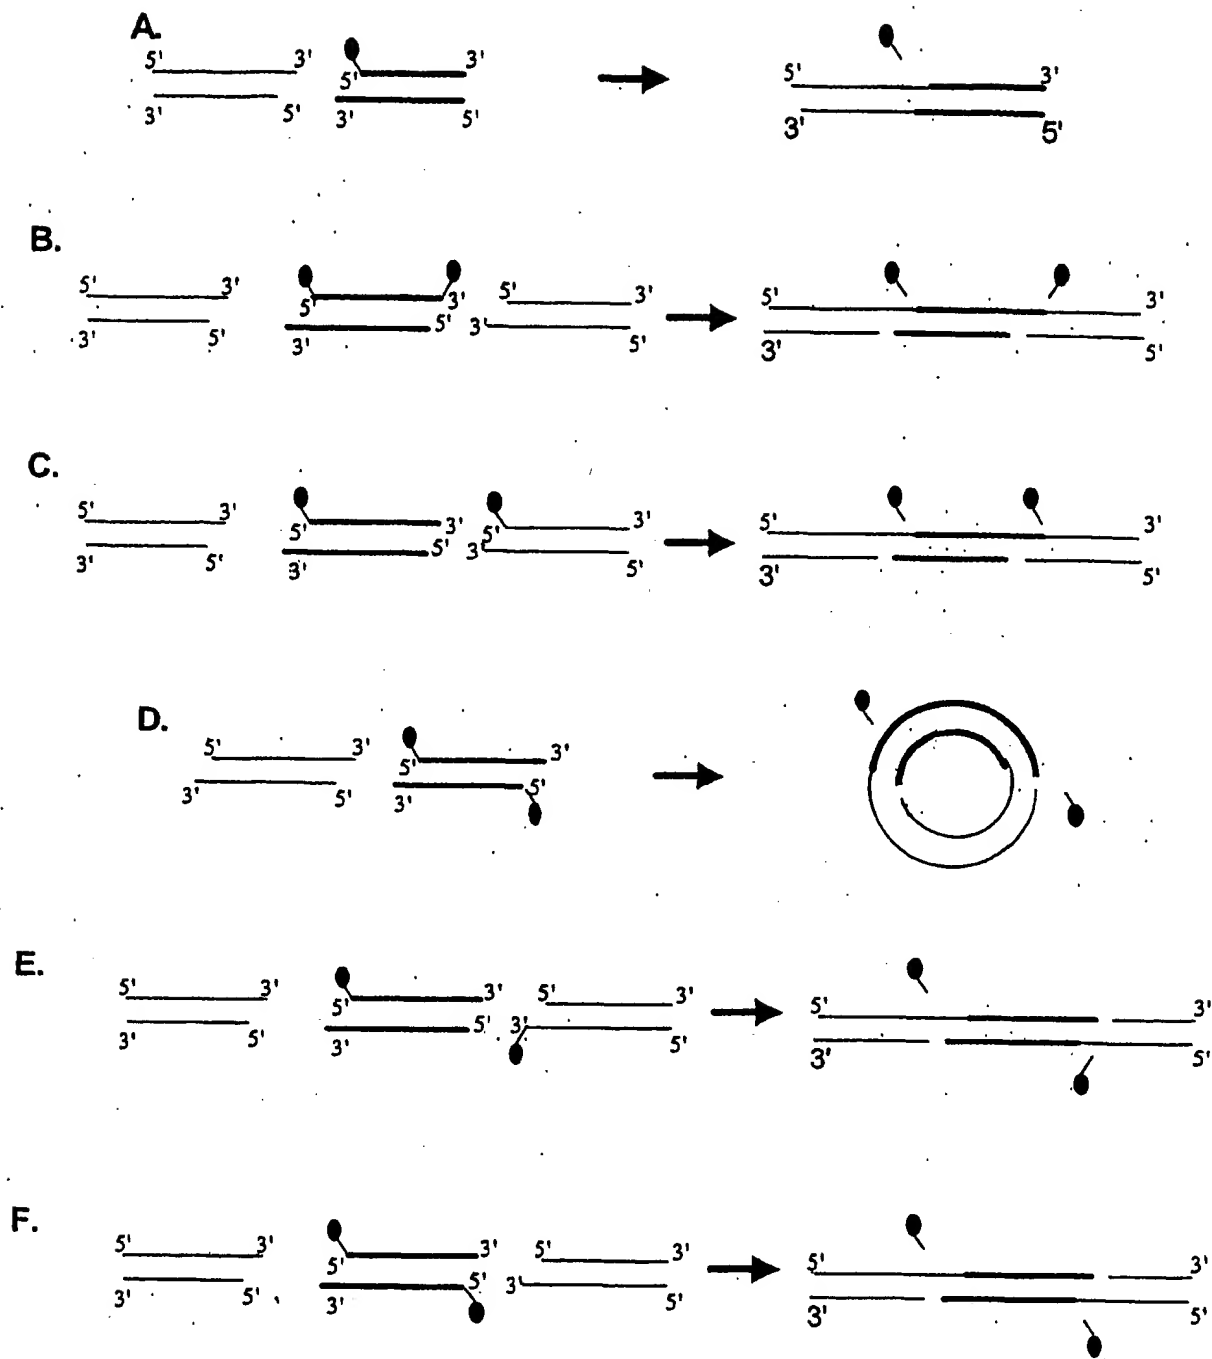 A.
5' 3' 5' 3' 5' 3'
3' 5' 3' 5' 3' 5'
B.
5' 3' 5' 3' 5' 3' 5' 3'
3' 5' 3' 5' 3' 5' 3' 5'
C.
5' 3' 5' 3' 5' 3' 5' 3'
3' 5' 3' 5' 3' 5' 3' 5'
D.
5' 3' 5' 3'
3' 5' 3' 5'
E.
5' 3' 5' 3' 5' 3' 5' 3'
3' 5' 3' 5' 3' 5' 3' 5'
F.
5' 3' 5' 3' 5' 3' 5' 3'
3' 5' 3' 5' 3' 5' 3' 5'